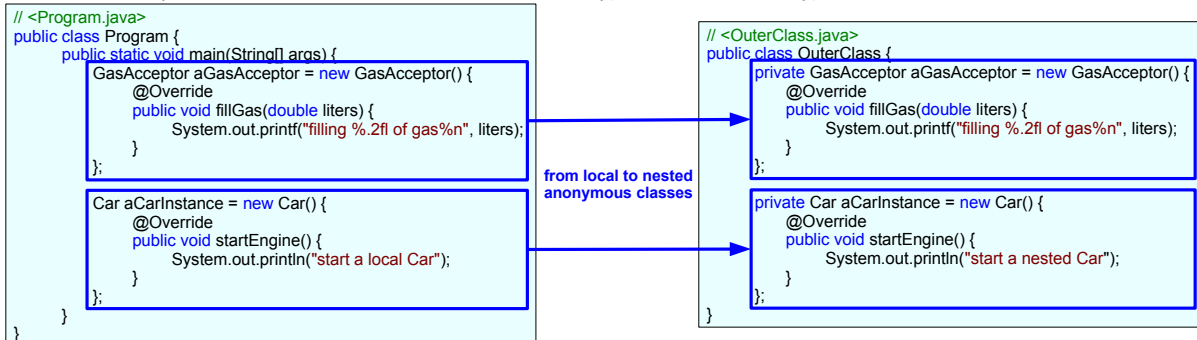 // <Program.java>
public class Program {
public static void main(String[] args) {
GasAcceptor aGasAcceptor = new GasAcceptor() {
@Override
public void fillGas(double liters) {
System.out.printf("filling %.2fl of gas%n", liters);
}
};
Car aCarInstance = new Car() {
@Override
public void startEngine() {
System.out.println("start a local Car");
}
};
}
}
from local to nested
anonymous classes
// <OuterClass.java>
public class OuterClass {
private GasAcceptor aGasAcceptor = new GasAcceptor() {
@Override
public void fillGas(double liters) {
System.out.printf("filling %.2fl of gas%n", liters);
}
};
private Car aCarInstance = new Car() {
@Override
public void startEngine() {
System.out.println("start a nested Car");
}
};
}